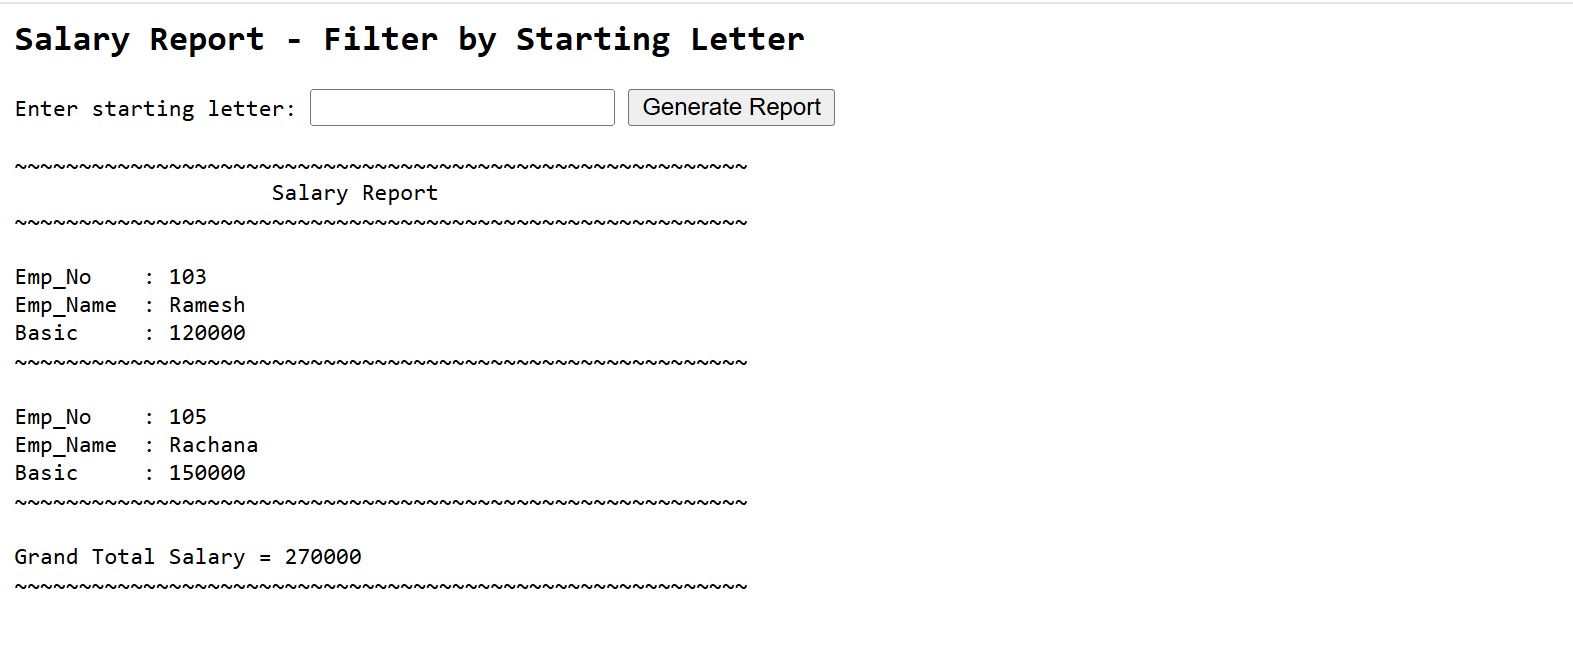 Salary Report - Filter by Starting Letter
Enter starting letter: Generate Report
~~~~~~~~~~~~~~~~~~~~~~~~~~~~~~~~~~~~~~~~~~~~~~~~~~~~~~~~~
Salary Report
~~~~~~~~~~~~~~~~~~~~~~~~~~~~~~~~~~~~~~~~~~~~~~~~~~~~~~~~~
Emp_No    : 103
Emp_Name  : Ramesh
Basic     : 120000
~~~~~~~~~~~~~~~~~~~~~~~~~~~~~~~~~~~~~~~~~~~~~~~~~~~~~~~~~
Emp_No    : 105
Emp_Name  : Rachana
Basic     : 150000
~~~~~~~~~~~~~~~~~~~~~~~~~~~~~~~~~~~~~~~~~~~~~~~~~~~~~~~~~
Grand Total Salary = 270000
~~~~~~~~~~~~~~~~~~~~~~~~~~~~~~~~~~~~~~~~~~~~~~~~~~~~~~~~~